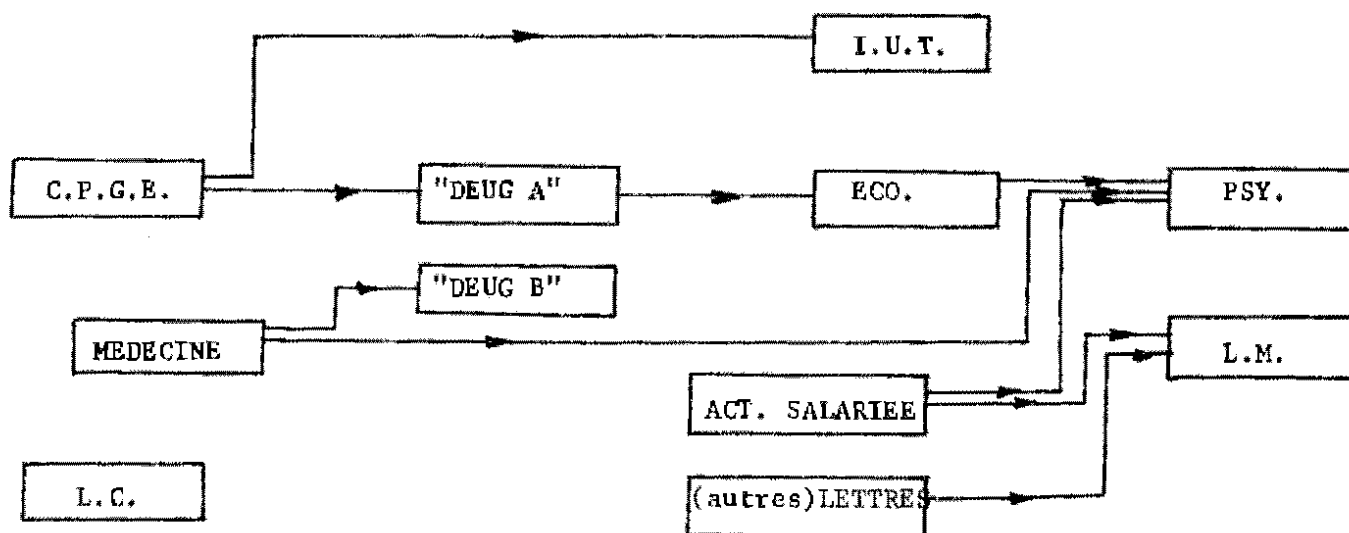 I.U.T.
C.P.G.E.
"DEUG A"
ECO.
PSY.
"DEUG B"
MEDECINE
L.M.
ACT. SALARIEE
L.C.
(autres)LETTRES